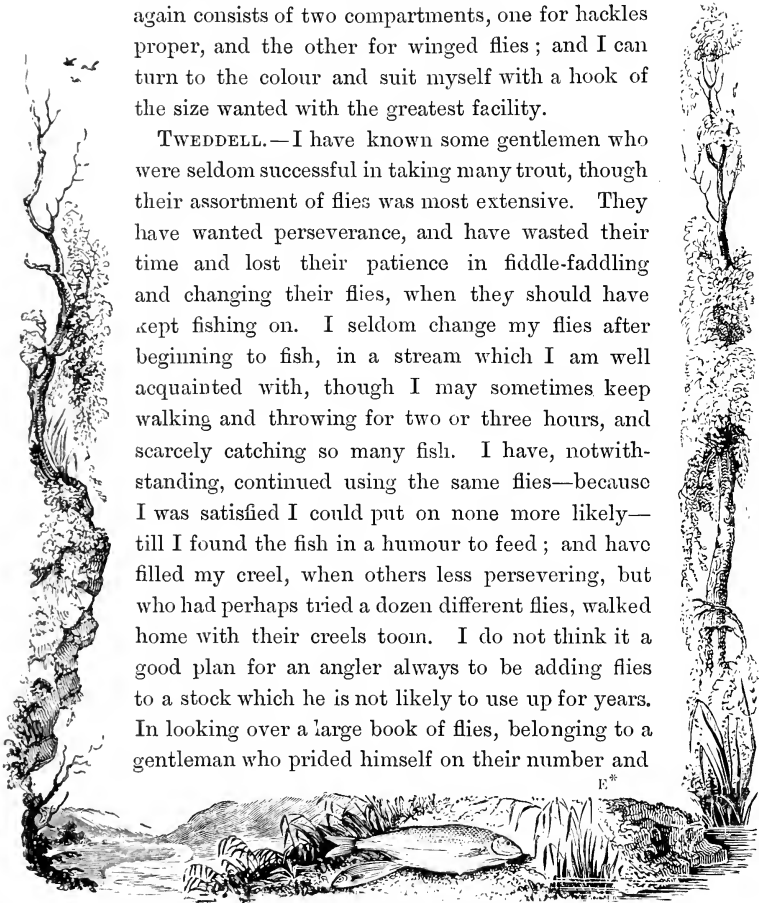 again consists of two compartments, one for hackles
proper, and the other for winged flies ; and I can
turn to the colour and suit myself with a hook of
the size wanted with the greatest facility.
TWEDDELL.—I have known some gentlemen who
were seldom successful in taking many trout, though
their assortment of flies was most extensive. They
have wanted perseverance, and have wasted their
time and lost their patience in fiddle-faddling
and changing their flies, when they should have
kept fishing on. I seldom change my flies after
beginning to fish, in a stream which I am well
acquainted with, though I may sometimes keep
walking and throwing for two or three hours, and
scarcely catching so many fish. I have, notwith-
standing, continued using the same flies—because
I was satisfied I could put on none more likely—
till I found the fish in a humour to feed ; and have
filled my creel, when others less persevering, but
who had perhaps tried a dozen different flies, walked
home with their creels toom. I do not think it a
good plan for an angler always to be adding flies
to a stock which he is not likely to use up for years.
In looking over a large book of flies, belonging to a
gentleman who prided himself on their number and
E*